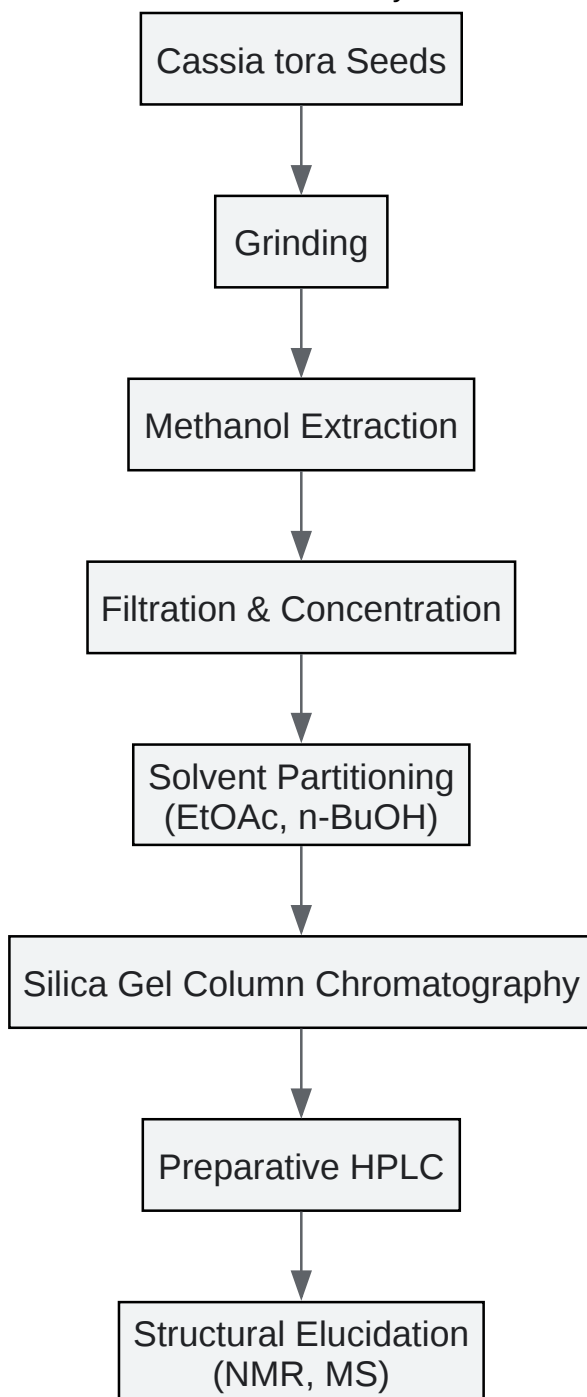 Cassia tora Seeds
Grinding
Methanol Extraction
Filtration & Concentration
Solvent Partitioning
(EtOAc, n-BuOH)
Silica Gel Column Chromatography
Preparative HPLC
Structural Elucidation
(NMR, MS)